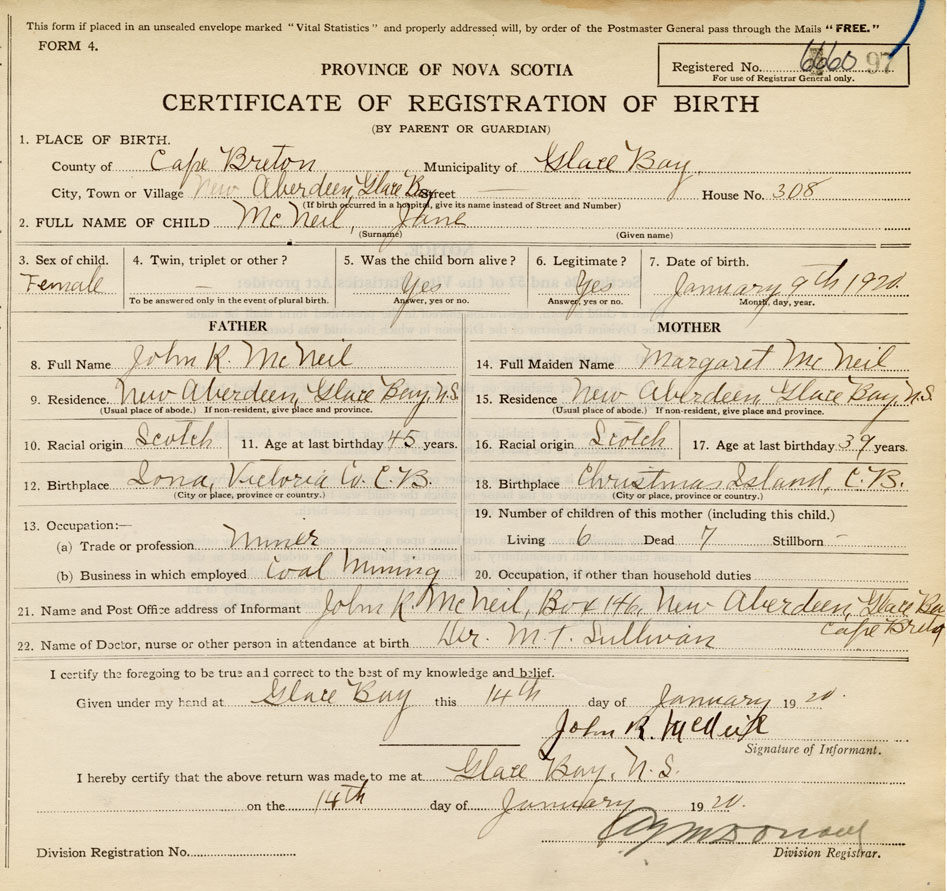 This form if placed in an unsealed envelope marked "Vital Statistics" and properly addressed will, by order of the Postmaster General pass through the Mails "FREE."
FORM 4.
Registered No. 97
For use of Registrar General only.
PROVINCE OF NOVA SCOTIA
CERTIFICATE OF REGISTRATION OF BIRTH
(BY PARENT OR GUARDIAN)
1. PLACE OF BIRTH.
County of Cape Breton Municipality of Glace Bay
City, Town or Village New Aberdeen, Glace Bay Street — House No. 308
(If birth occurred in a hospital, give its name instead of Street and Number)
2. FULL NAME OF CHILD McNeil, Jane
(Surname) (Given name)
3. Sex of child. 4. Twin, triplet or other? 5. Was the child born alive? 6. Legitimate? 7. Date of birth.
Female — Yes Yes January 9th 1920.
To be answered only in the event of plural birth. Answer, yes or no. Answer, yes or no. Month, day, year.
FATHER MOTHER
8. Full Name John R. McNeil 14. Full Maiden Name Margaret McNeil
9. Residence. New Aberdeen, Glace Bay N.S. 15. Residence New Aberdeen Glace Bay N.S
(Usual place of abode.) If non-resident, give place and province. (Usual place of abode.) If non-resident, give place and province.
10. Racial origin Scotch 11. Age at last birthday 45 years. 16. Racial origin Scotch 17. Age at last birthday 39 years.
12. Birthplace Iona, Victoria Co. C.B. 18. Birthplace Christmas Island, C.B.
(City or place, province or country.) (City or place, province or country.)
13. Occupation:— 19. Number of children of this mother (including this child.)
(a) Trade or profession Miner Living 6 Dead 7 Stillborn -
(b) Business in which employed Coal Mining 20. Occupation, if other than household duties
21. Name and Post Office address of Informant John R. McNeil, Box 146, New Aberdeen, Glace Ba
Cape Breto
22. Name of Doctor, nurse or other person in attendance at birth Dr. M. T. Sullivan
I certify the foregoing to be true and correct to the best of my knowledge and belief.
Given under my hand at Glace Bay this 14th day of January 1920.
John R. McNeil
Signature of Informant.
I hereby certify that the above return was made to me at Glace Bay, N.S.
on the 14th day of January 1920.
Division Registration No. Division Registrar.